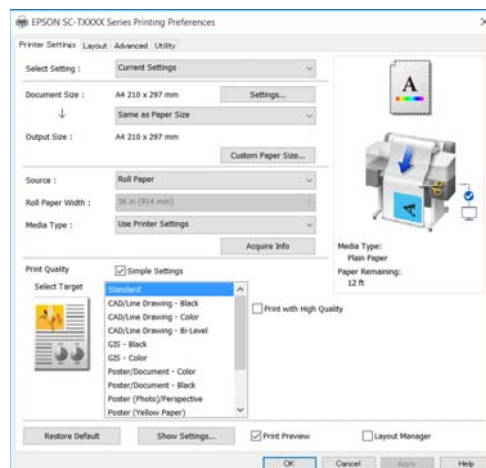 EPSON SC-TXXXX Series Printing Preferences
Printer Settings Layout Advanced Utility
Select Setting : Current Settings
Document Size : A4 210 x 297 mm Settings...
Same as Paper Size
Output Size : A4 210 x 297 mm
Custom Paper Size...
Source : Roll Paper
Roll Paper Width : 36 in (914 mm)
Media Type : Use Printer Settings
Acquire Info
A
A
Media Type:
Plain Paper
Paper Remaining:
12 ft
Print Quality Simple Settings
Select Target
Standard
CAD/Line Drawing - Black
CAD/Line Drawing - Color
CAD/Line Drawing - Bi-Level
GIS - Black
GIS - Color
Poster/Document - Color
Poster/Document - Black
Poster (Photo)/Perspective
Poster (Yellow Paper)
Print with High Quality
Restore Default Show Settings... Print Preview Layout Manager
OK Cancel Apply Help